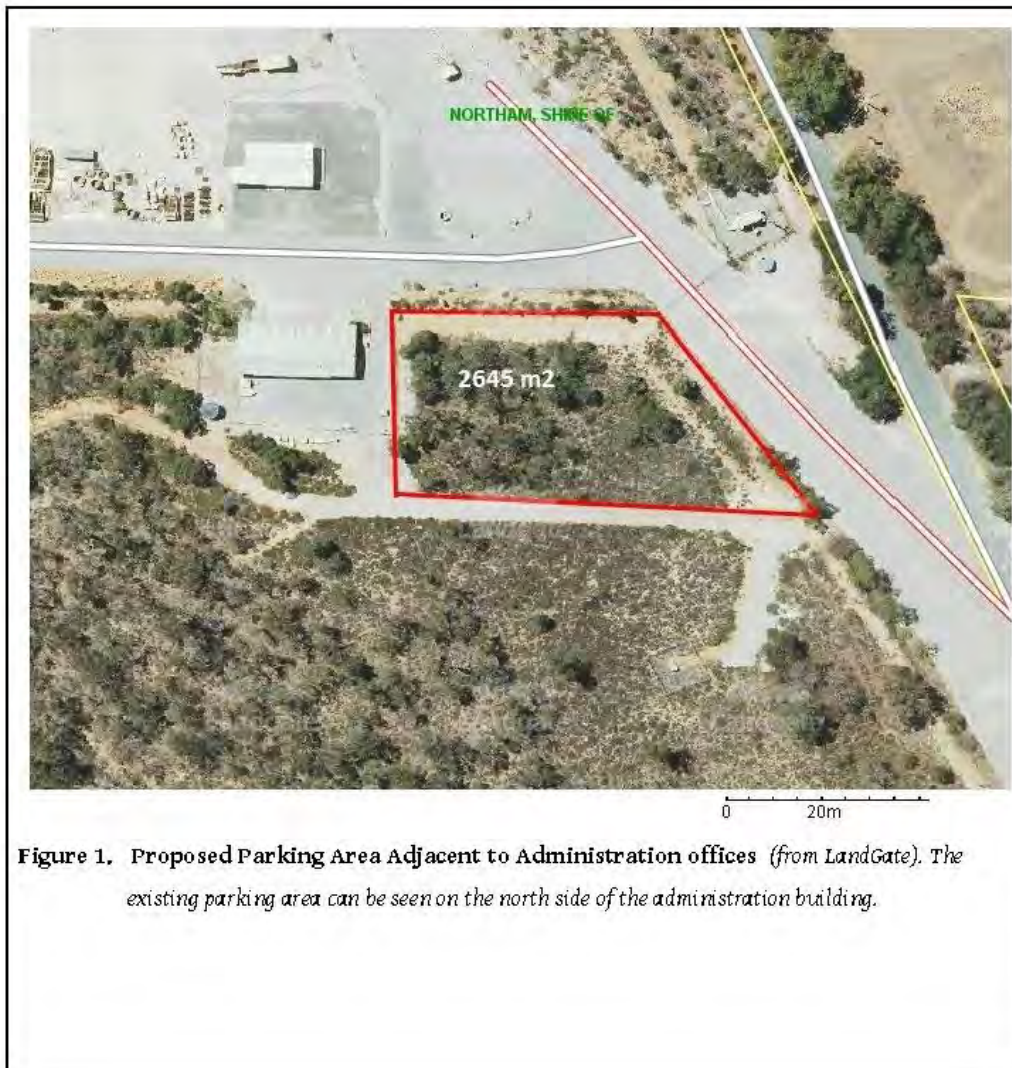 NORTHAM, SHIRE OF
2645 m2
0 20m
Figure 1. Proposed Parking Area Adjacent to Administration offices (from LandGate). The
existing parking area can be seen on the north side of the administration building.